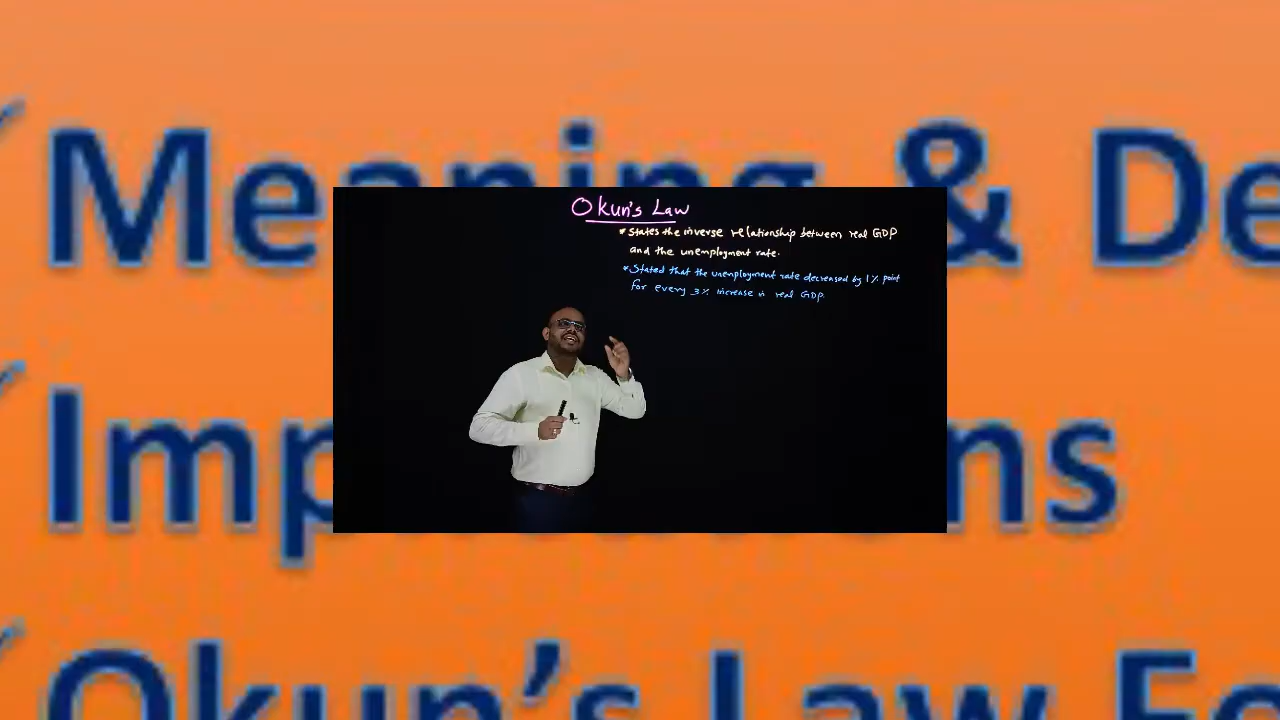 Meaning & De
Okun's Law
* States the inverse relationship between real GDP
and the unemployment rate.
* Stated that the unemployment rate decreased by 1% point
for every 3% increase in real GDP.
Imp ns
Okun's Law Fo